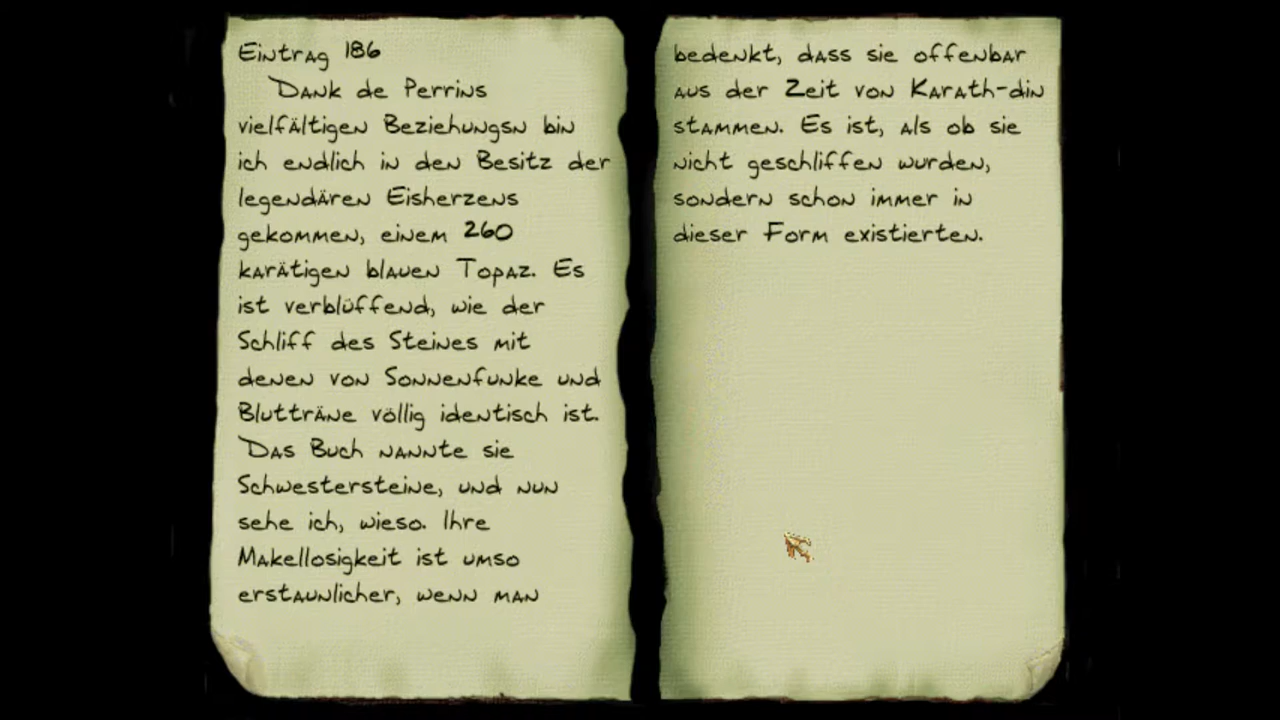 Eintrag 186
Dank de Perrins
vielfältigen Beziehungsn bin
ich endlich in den Besitz der
legendären Eisherzens
gekommen, einem 260
karätigen blauen Topaz. Es
ist verblüffend, wie der
Schliff des Steines mit
denen von Sonnenfunke und
Blutträne völlig identisch ist.
Das Buch nannte sie
Schwestersteine, und nun
sehe ich, wieso. Ihre
Makellosigkeit ist umso
erstaunlicher, wenn man
bedenkt, dass sie offenbar
aus der Zeit von Karath-din
stammen. Es ist, als ob sie
nicht geschliffen wurden,
sondern schon immer in
dieser Form existierten.